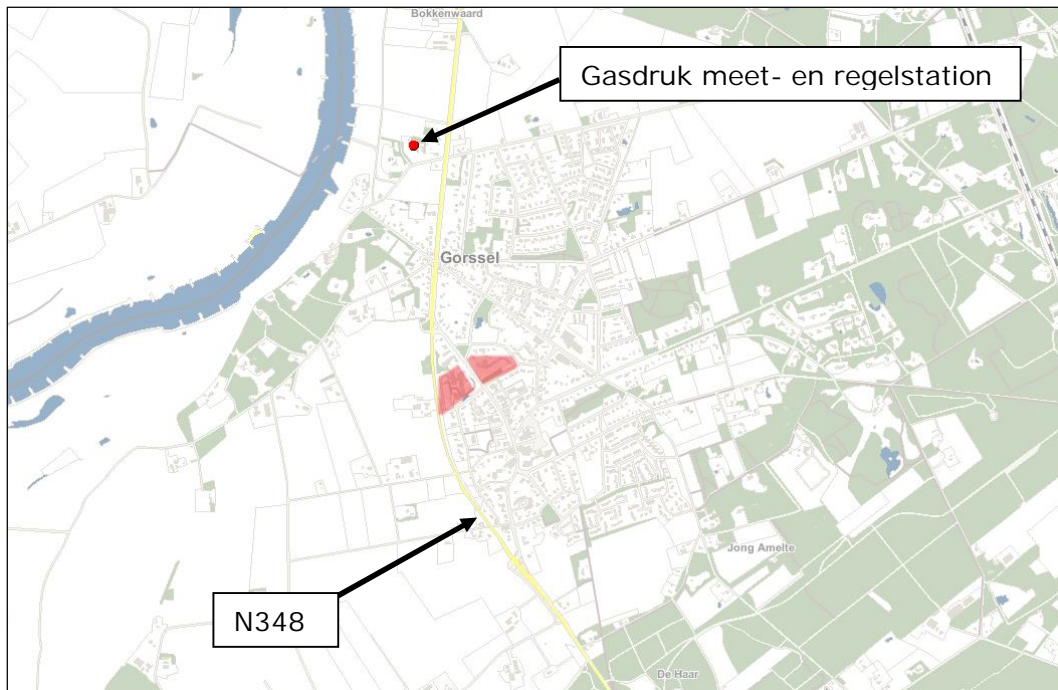 Bokkenwaard
Gasdruk meet- en regelstation
Gorssel
Jong Amelte
N348
De Haar